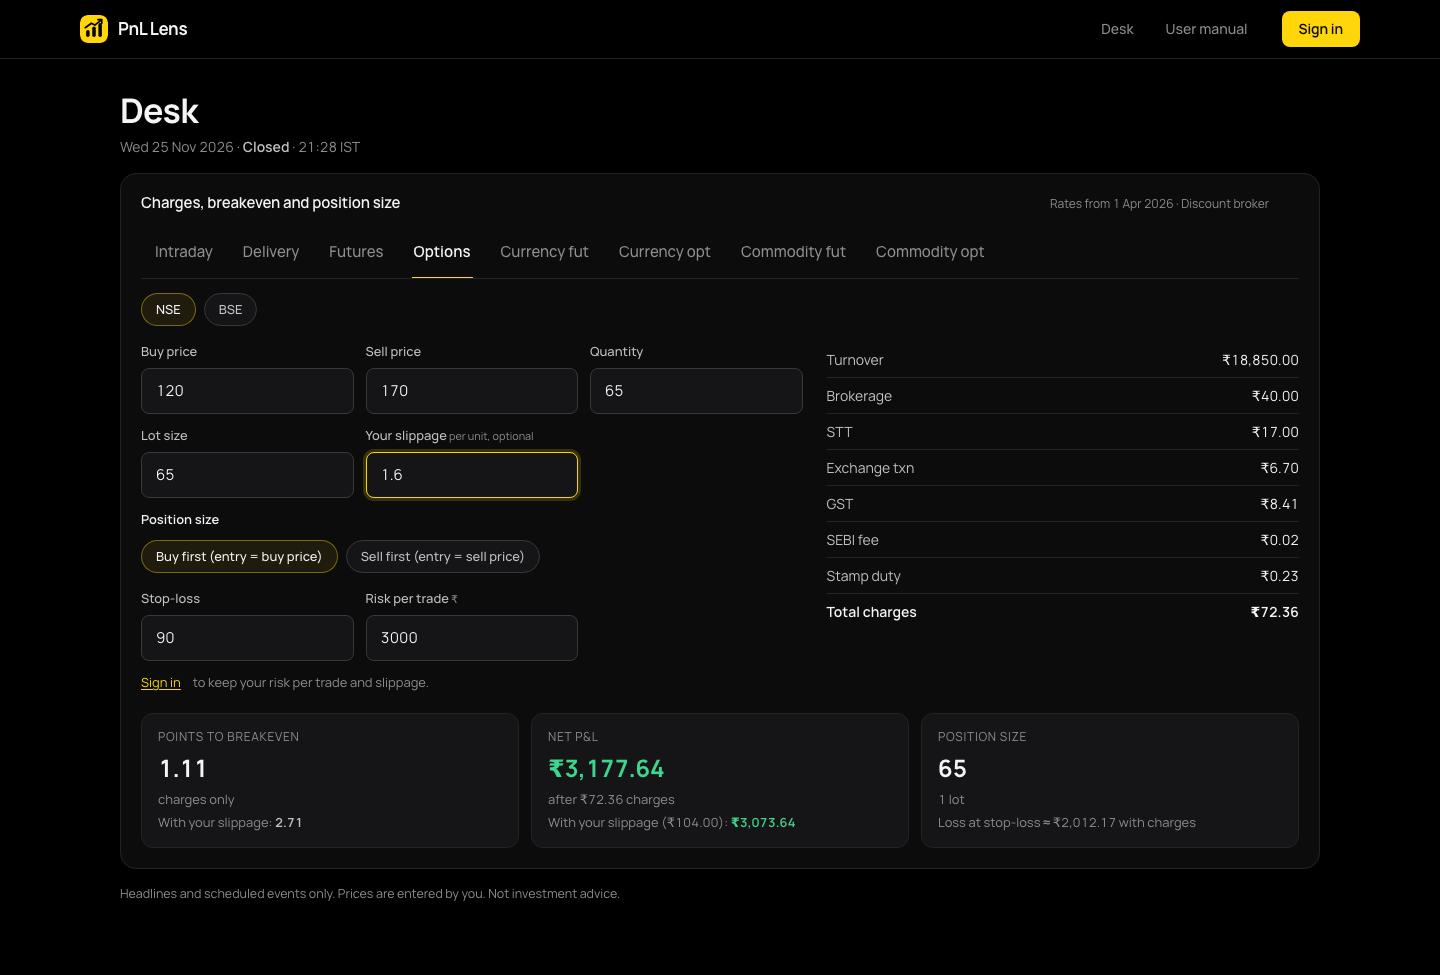 PnL Lens
Desk
User manual
Sign in
Desk
Wed 25 Nov 2026 · Closed · 21:28 IST
Charges, breakeven and position size
Rates from 1 Apr 2026 · Discount broker
Intraday
Delivery
Futures
Options
Currency fut
Currency opt
Commodity fut
Commodity opt
NSE
BSE
Buy price
Sell price
Quantity
120
170
65
Lot size
Your slippage per unit, optional
65
1.6
Position size
Buy first (entry = buy price)
Sell first (entry = sell price)
Stop-loss
Risk per trade ₹
90
3000
Sign in to keep your risk per trade and slippage.
Turnover ₹18,850.00
Brokerage ₹40.00
STT ₹17.00
Exchange txn ₹6.70
GST ₹8.41
SEBI fee ₹0.02
Stamp duty ₹0.23
Total charges ₹72.36
POINTS TO BREAKEVEN
1.11
charges only
With your slippage: 2.71
NET P&L
₹3,177.64
after ₹72.36 charges
With your slippage (₹104.00): ₹3,073.64
POSITION SIZE
65
1 lot
Loss at stop-loss ≈ ₹2,012.17 with charges
Headlines and scheduled events only. Prices are entered by you. Not investment advice.